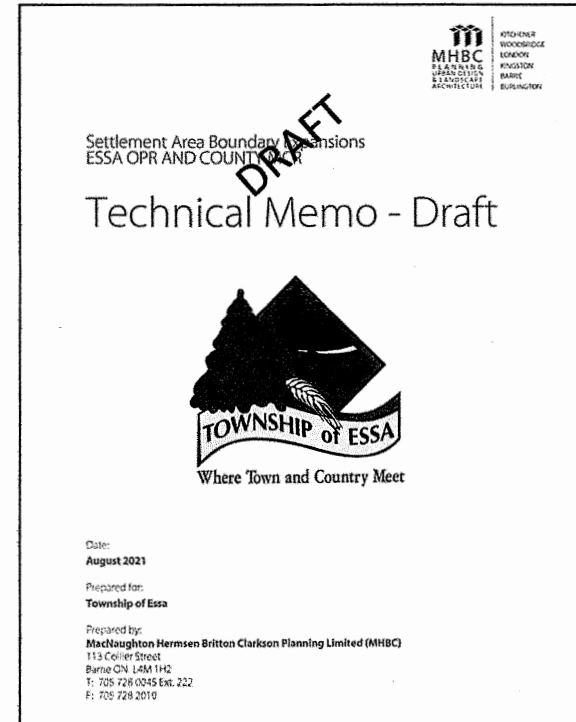 MHBC
PLANNING
URBAN DESIGN
& LANDSCAPE
ARCHITECTURE
KITCHENER
WOODBRIDGE
LONDON
KINGSTON
BARRIE
BURLINGTON
DRAFT
Settlement Area Boundary Expansions
ESSA OPR AND COUNTY MCR
Technical Memo - Draft
TOWNSHIP of ESSA
Where Town and Country Meet
Date:
August 2021
Prepared for:
Township of Essa
Prepared by:
MacNaughton Hermsen Britton Clarkson Planning Limited (MHBC)
113 Collier Street
Barrie ON L4M 1H2
T: 705 728 0045 Ext. 222
F: 705 728 2010